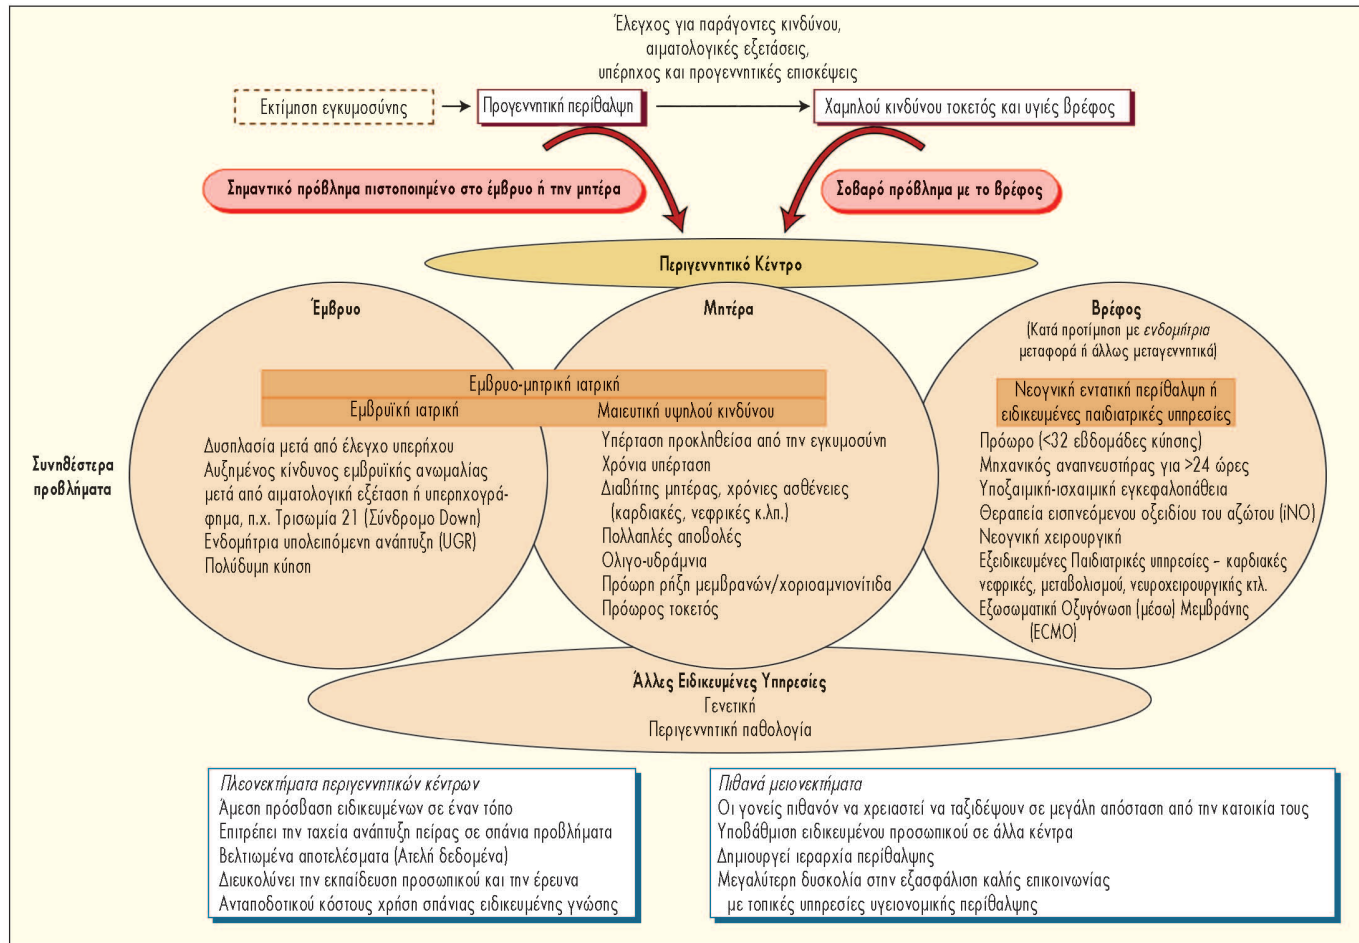 Έλεγχος για παράγοντες κινδύνου,
αιματολογικές εξετάσεις,
υπέρηχος και προγεννητικές επισκέψεις
Εκτίμηση εγκυμοσύνης
Προγεννητική περίθαλψη
Χαμηλού κινδύνου τοκετός και υγιές βρέφος
Σημαντικό πρόβλημα πιστοποιημένο στο έμβρυο ή την μητέρα
Σοβαρό πρόβλημα με το βρέφος
Περιγεννητικό Κέντρο
Συνηθέστερα
προβλήματα
Έμβρυο
Μητέρα
Εμβρυο-μητρική ιατρική
Εμβρυϊκή ιατρική
Μαιευτική υψηλού κινδύνου
Δυσπλασία μετά από έλεγχο υπερήχου
Αυξημένος κίνδυνος εμβρυϊκής ανωμαλίας
μετά από αιματολογική εξέταση ή υπερηχογρά-
φημα, π.χ. Τρισωμία 21 (Σύνδρομο Down)
Ενδομήτρια υπολειπόμενη ανάπτυξη (UGR)
Πολύδυμη κύηση
Υπέρταση προκληθείσα από την εγκυμοσύνη
Χρόνια υπέρταση
Διαβήτης μητέρας, χρόνιες ασθένειες
(καρδιακές, νεφρικές κ.λπ.)
Πολλαπλές αποβολές
Ολιγο-υδράμνια
Πρόωρη ρήξη μεμβρανών/χοριοαμνιονίτιδα
Πρόωρος τοκετός
Βρέφος
(Κατά προτίμηση με ενδομήτρια
μεταφορά ή άλλως μεταγεννητικά)
Νεογνική εντατική περίθαλψη ή
ειδικευμένες παιδιατρικές υπηρεσίες
Πρόωρο (<32 εβδομάδες κύησης)
Μηχανικός αναπνευστήρας για >24 ώρες
Υποξαιμική-ισχαιμική εγκεφαλοπάθεια
Θεραπεία εισπνεόμενου οξειδίου του αζώτου (iNO)
Νεογνική χειρουργική
Εξειδικευμένες Παιδιατρικές υπηρεσίες – καρδιακές
νεφρικές, μεταβολισμού, νευροχειρουργικής κτλ.
Εξωσωματική Οξυγόνωση (μέσω) Μεμβράνης
(ECMO)
Άλλες Ειδικευμένες Υπηρεσίες
Γενετική
Περιγεννητική παθολογία
Πλεονεκτήματα περιγεννητικών κέντρων
Άμεση πρόσβαση ειδικευμένων σε έναν τόπο
Επιτρέπει την ταχεία ανάπτυξη πείρας σε σπάνια προβλήματα
Βελτιωμένα αποτελέσματα (Ατελή δεδομένα)
Διευκολύνει την εκπαίδευση προσωπικού και την έρευνα
Ανταποδοτικού κόστους χρήση σπάνιας ειδικευμένης γνώσης
Πιθανά μειονεκτήματα
Οι γονείς πιθανόν να χρειαστεί να ταξιδέψουν σε μεγάλη απόσταση από την κατοικία τους
Υποβάθμιση ειδικευμένου προσωπικού σε άλλα κέντρα
Δημιουργεί ιεραρχία περίθαλψης
Μεγαλύτερη δυσκολία στην εξασφάλιση καλής επικοινωνίας
με τοπικές υπηρεσίες υγειονομικής περίθαλψης